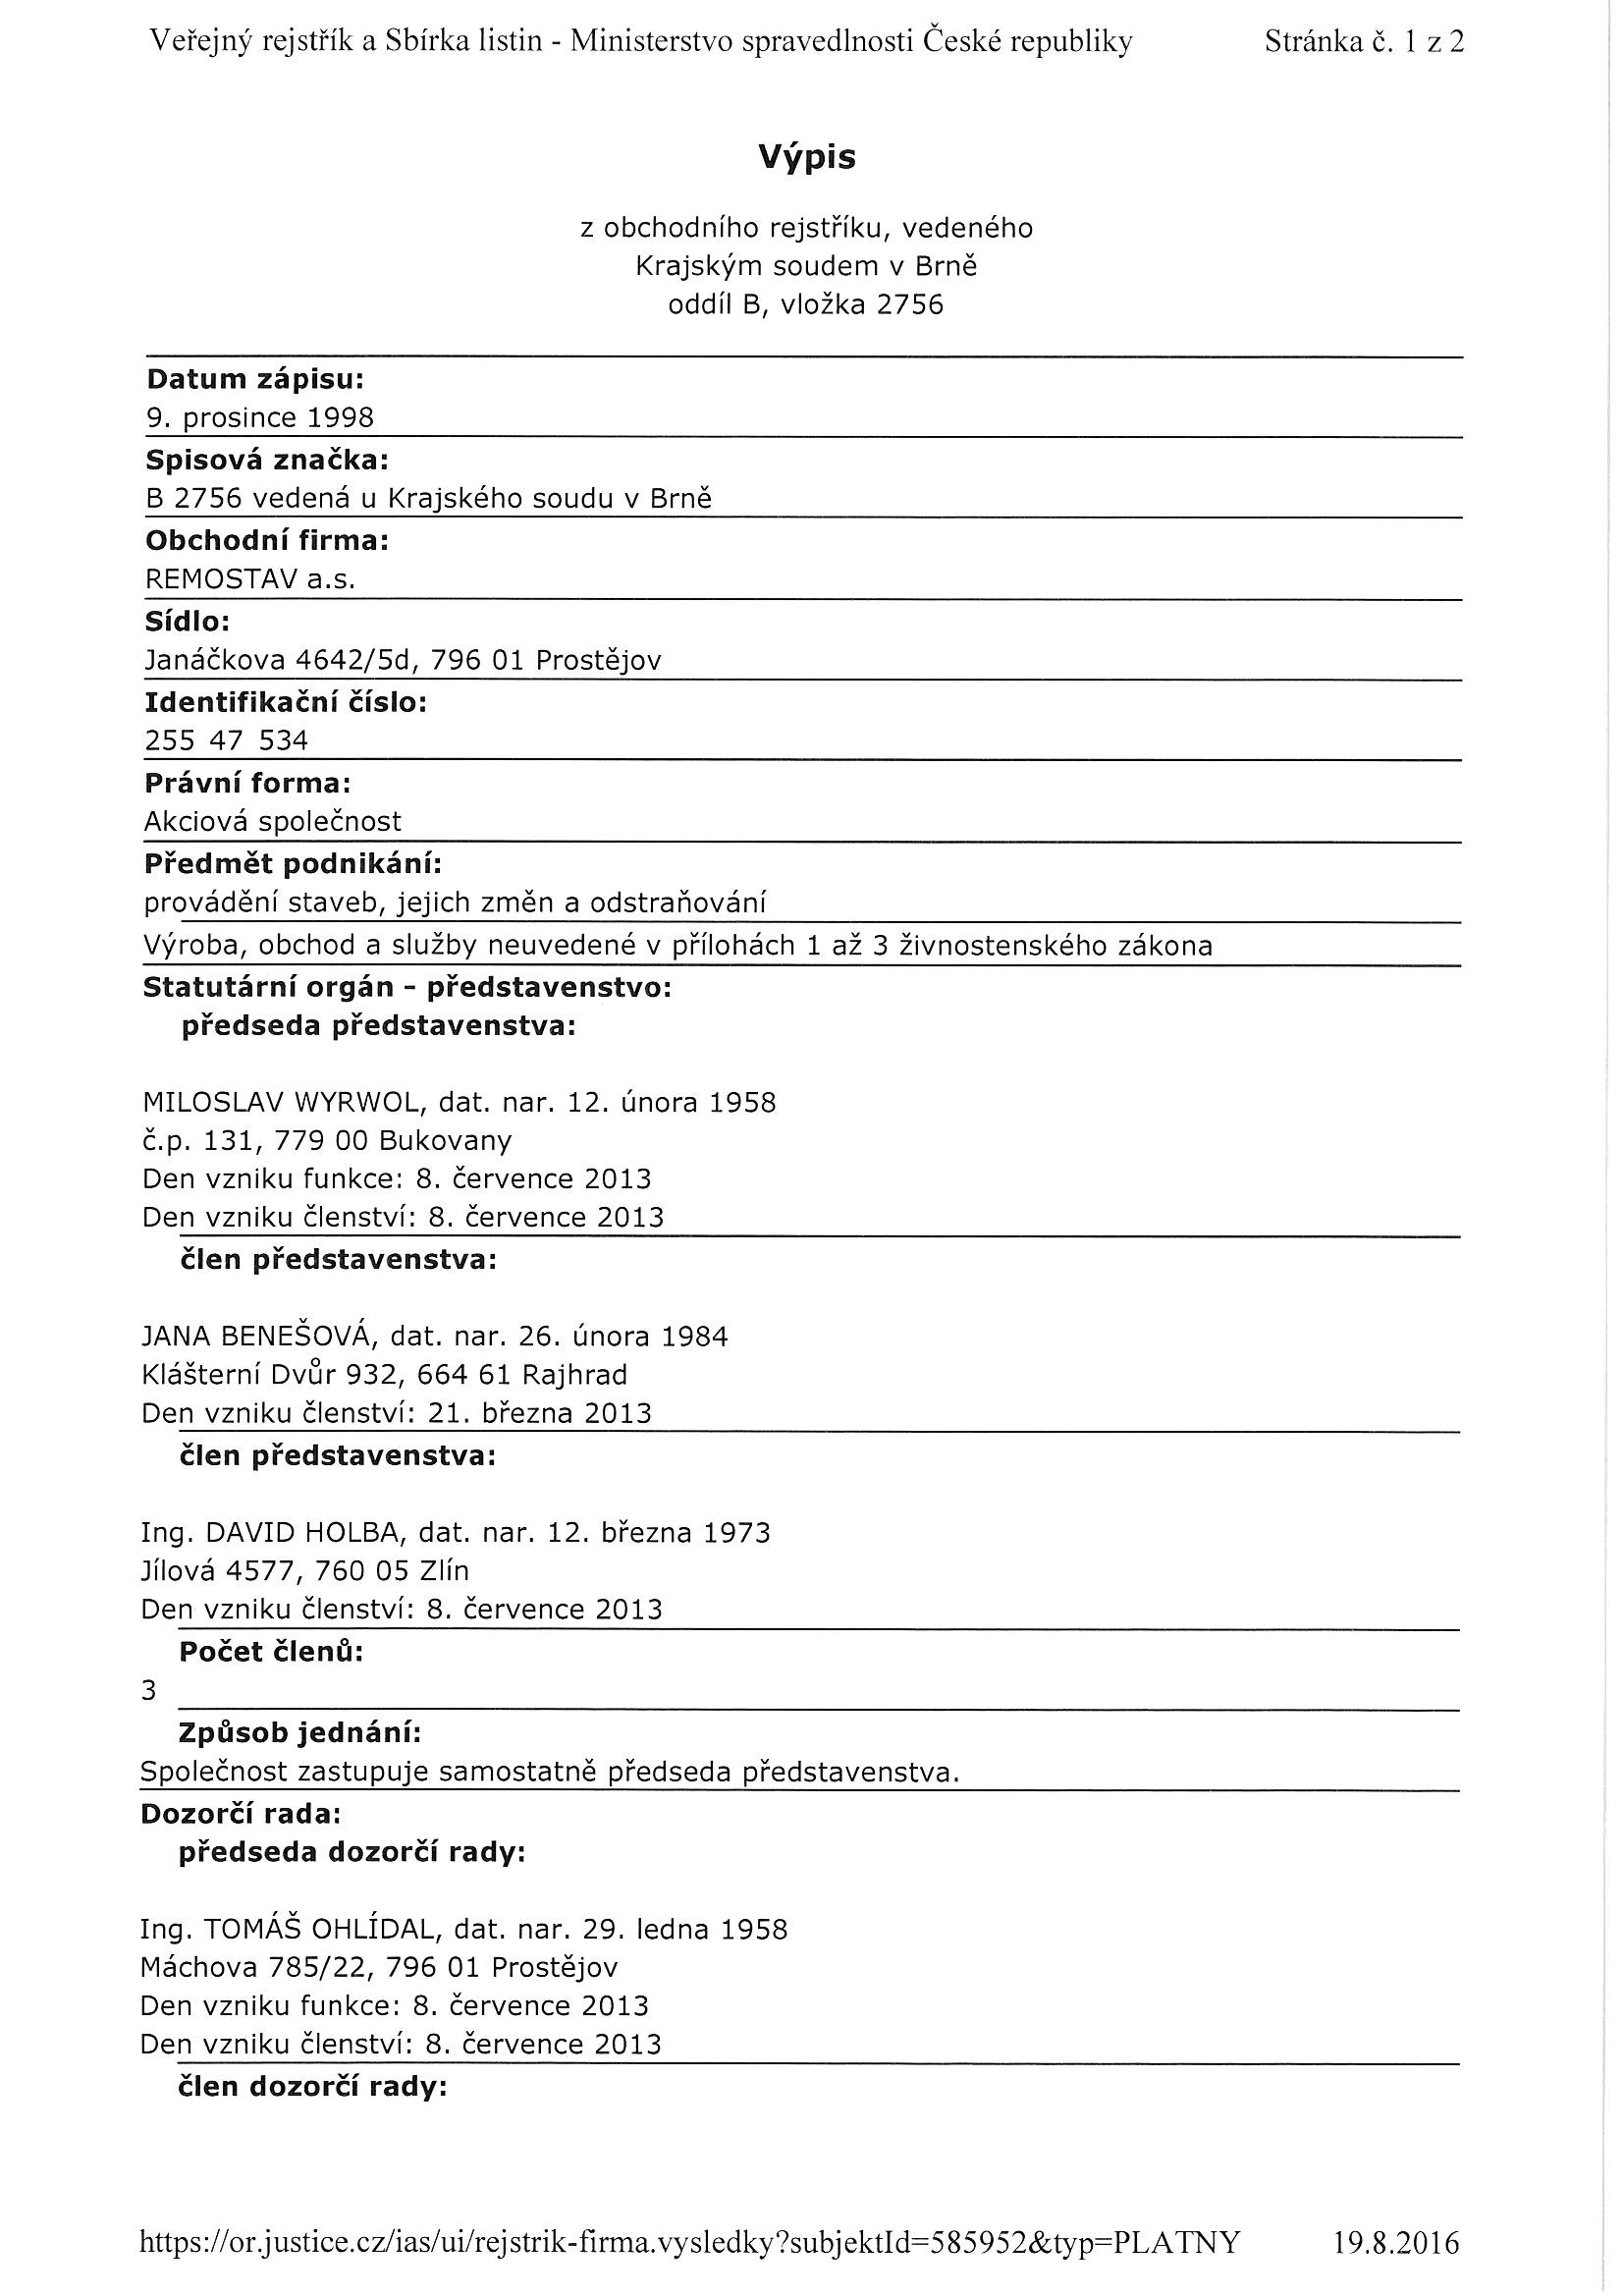 Veřejný rejstřík a Sbírka listin - Ministerstvo spravedlnosti České republiky Stránka č. 1 z 2
Výpis
z obchodního rejstříku, vedeného
Krajským soudem v Brně
oddíl B, vložka 2756
Datum zápisu:
9. prosince 1998
Spisová značka:
B 2756 vedená u Krajského soudu v Brně
Obchodní firma:
REMOSTAV a.s.
Sídlo:
Janáčkova 4642/5d, 796 01 Prostějov
Identifikační číslo:
255 47 534
Právní forma:
Akciová společnost
Předmět podnikání:
provádění staveb, jejich změn a odstraňování
Výroba, obchod a služby neuvedené v přílohách 1 až 3 živnostenského zákona
Statutární orgán - představenstvo:
předseda představenstva:
MILOSLAV WYRWOL, dat. nar. 12. února 1958
č.p. 131, 779 00 Bukovany
Den vzniku funkce: 8. července 2013
Den vzniku členství: 8. července 2013
člen představenstva:
JANA BENEŠOVÁ, dat. nar. 26. února 1984
Klášterní Dvůr 932, 664 61 Rajhrad
Den vzniku členství: 21. března 2013
člen představenstva:
Ing. DAVID HOLBA, dat. nar. 12. března 1973
Jílová 4577, 760 05 Zlín
Den vzniku členství: 8. července 2013
Počet členů:
3
Způsob jednání:
Společnost zastupuje samostatně předseda představenstva.
Dozorčí rada:
předseda dozorčí rady:
Ing. TOMÁŠ OHLÍDAL, dat. nar. 29. ledna 1958
Máchova 785/22, 796 01 Prostějov
Den vzniku funkce: 8. července 2013
Den vzniku členství: 8. července 2013
člen dozorčí rady:
https://or.justice.cz/ias/ui/rejstrik-firma.vysledky?subjektId=585952&typ=PLATNY 19.8.2016